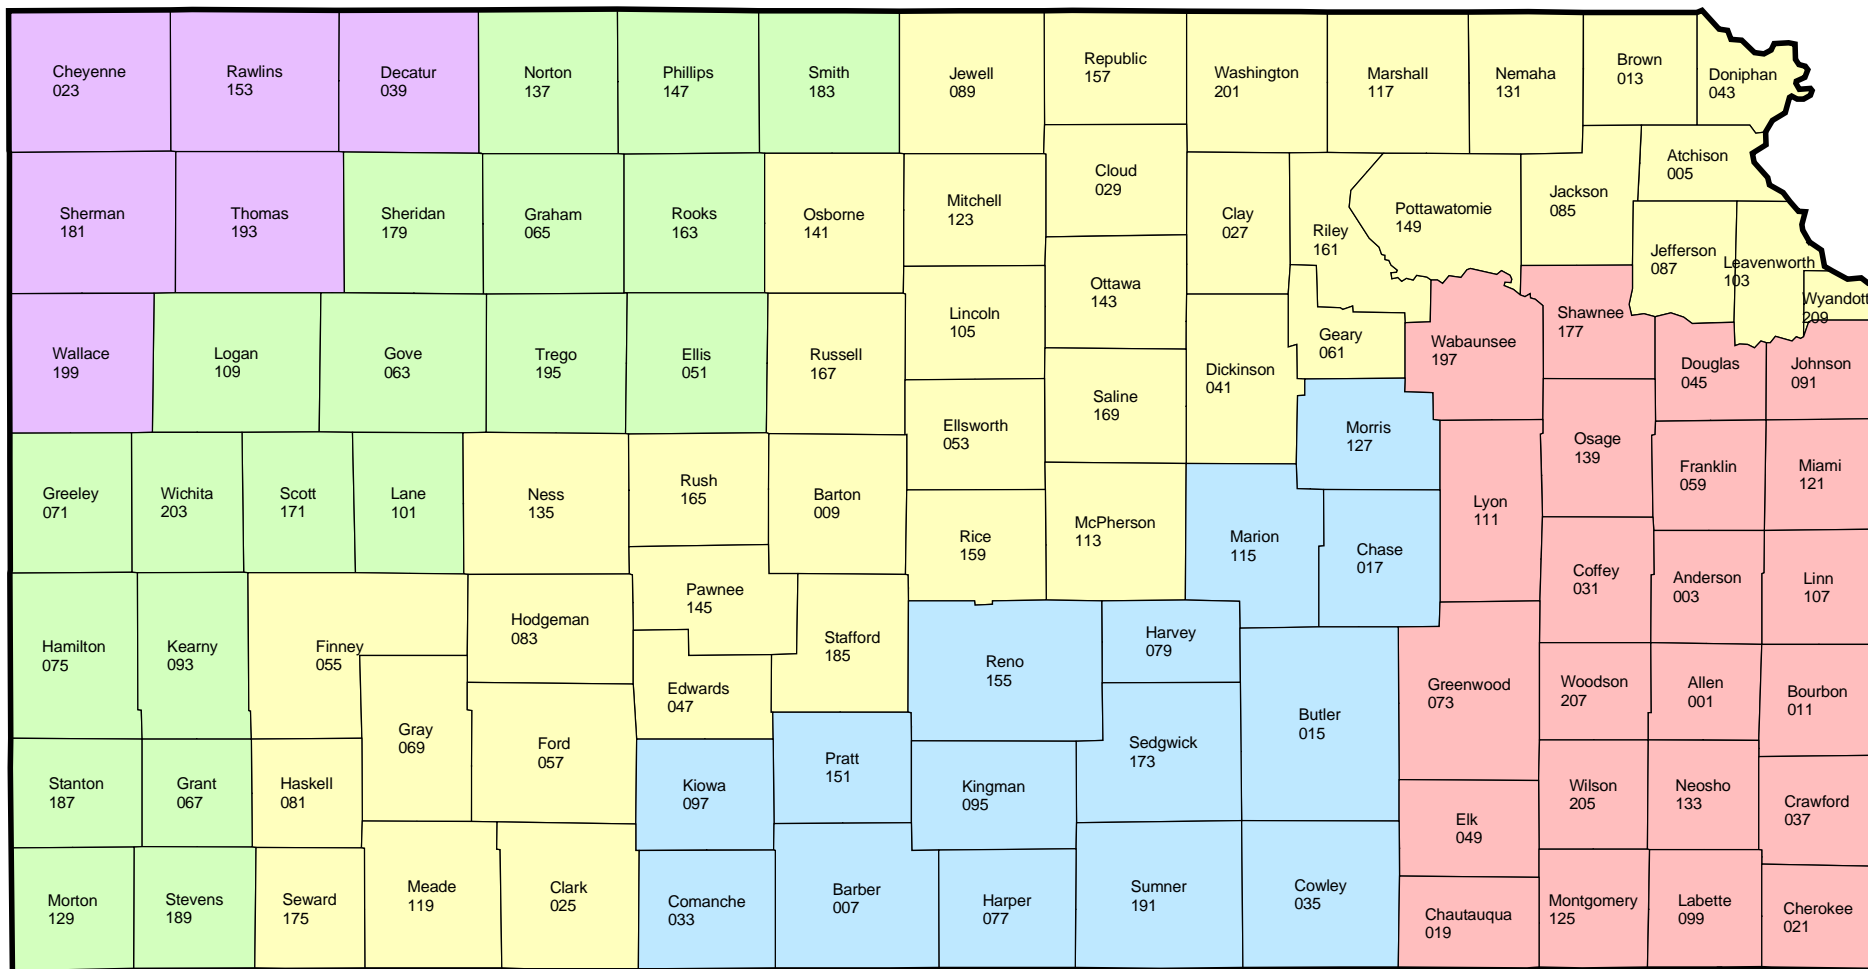 Cheyenne
023
Rawlins
153
Decatur
039
Norton
137
Phillips
147
Smith
183
Jewell
089
Republic
157
Washington
201
Marshall
117
Nemaha
131
Brown
013
Doniphan
043
Sherman
181
Thomas
193
Sheridan
179
Graham
065
Rooks
163
Osborne
141
Mitchell
123
Cloud
029
Clay
027
Riley
161
Pottawatomie
149
Jackson
085
Atchison
005
Jefferson
087
Leavenworth
103
Wyandott
209
Wallace
199
Logan
109
Gove
063
Trego
195
Ellis
051
Russell
167
Lincoln
105
Ottawa
143
Dickinson
041
Geary
061
Wabaunsee
197
Shawnee
177
Douglas
045
Johnson
091
Ellsworth
053
Saline
169
Morris
127
Osage
139
Franklin
059
Miami
121
Greeley
071
Wichita
203
Scott
171
Lane
101
Ness
135
Rush
165
Barton
009
Rice
159
McPherson
113
Marion
115
Chase
017
Lyon
111
Coffey
031
Anderson
003
Linn
107
Hamilton
075
Kearny
093
Finney
055
Hodgeman
083
Pawnee
145
Stafford
185
Edwards
047
Reno
155
Harvey
079
Butler
015
Greenwood
073
Woodson
207
Allen
001
Bourbon
011
Gray
069
Ford
057
Stanton
187
Grant
067
Haskell
081
Kiowa
097
Pratt
151
Kingman
095
Sedgwick
173
Elk
049
Wilson
205
Neosho
133
Crawford
037
Morton
129
Stevens
189
Seward
175
Meade
119
Clark
025
Comanche
033
Barber
007
Harper
077
Sumner
191
Cowley
035
Chautauqua
019
Montgomery
125
Labette
099
Cherokee
021